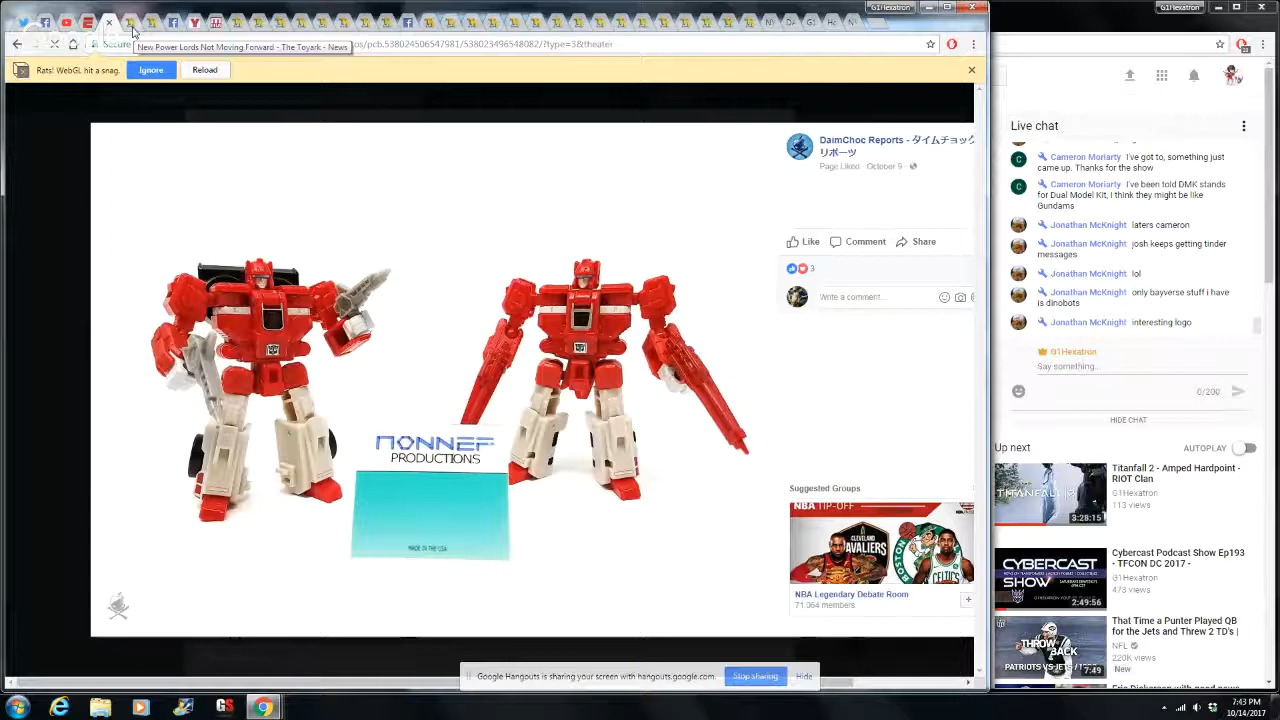 G1Hexatron
G1Hexatron
Secure
os/pcb.538024506547981/538023496548082/?type=3&theater
New Power Lords Not Moving Forward - The Toyark - News
Rats! WebGL hit a snag.
Ignore
Reload
DaimChoc Reports - タイムチョック
リポーツ
Page Liked · October 9 ·
Like
Comment
Share
3
Write a comment...
NONNEF
PRODUCTIONS
MADE IN THE USA
Suggested Groups
NBA TIP-OFF
CLEVELAND
CAVALIERS
BOSTON
CELTICS
NBA Legendary Debate Room
71,064 members
Google Hangouts is sharing your screen with hangouts.google.com.
Stop sharing
Hide
Live chat
Cameron Moriarty I've got to, something just
came up. Thanks for the show
Cameron Moriarty I've been told DMK stands
for Dual Model Kit, I think they might be like
Gundams
Jonathan McKnight laters cameron
Jonathan McKnight josh keeps getting tinder
messages
Jonathan McKnight lol
Jonathan McKnight only bayverse stuff i have
is dinobots
Jonathan McKnight interesting logo
G1Hexatron
Say something...
0/200
HIDE CHAT
Up next
AUTOPLAY
TITANFALL
3:28:15
Titanfall 2 - Amped Hardpoint -
RIOT Clan
G1Hexatron
113 views
CYBERCAST
SHOW
2:49:56
Cybercast Podcast Show Ep193
- TFCON DC 2017 -
G1Hexatron
473 views
THROW
BACK
PATRIOTS VS JETS
7:49
That Time a Punter Played QB
for the Jets and Threw 2 TD's |
NFL
220K views
New
7:43 PM
10/14/2017